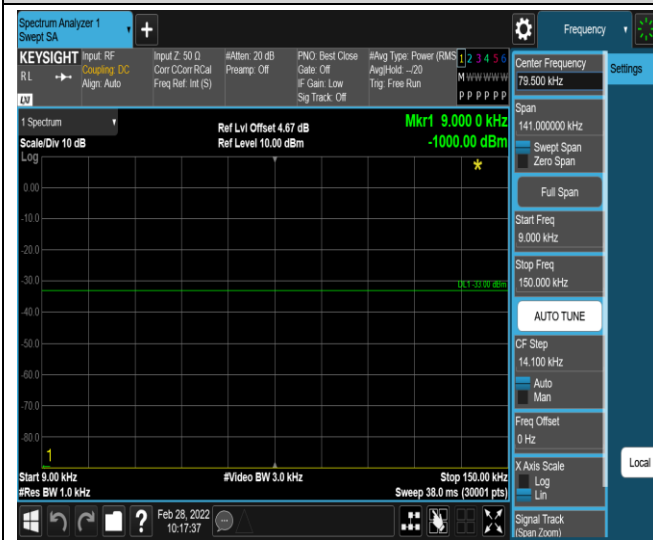 Spectrum Analyzer 1
Swept SA
+
Frequency
KEYSIGHT
RL
LXI
Input: RF
Coupling: DC
Align: Auto
Input Z: 50 Ω
Corr CCorr RCal
Freq Ref: Int (S)
#Atten: 20 dB
Preamp: Off
PNO: Best Close
Gate: Off
IF Gain: Low
Sig Track: Off
#Avg Type: Power (RMS
Avg|Hold: --/20
Trig: Free Run
1 2 3 4 5 6
M W W W W W
P P P P P P
1 Spectrum
Scale/Div 10 dB
Ref Lvl Offset 4.67 dB
Ref Level 10.00 dBm
Mkr1 9.000 0 kHz
-1000.00 dBm
Log
*
0.00
-10.0
-20.0
-30.0
DL1 -33.00 dBm
-40.0
-50.0
-60.0
-70.0
-80.0
1
Start 9.00 kHz
#Res BW 1.0 kHz
#Video BW 3.0 kHz
Stop 150.00 kHz
Sweep 38.0 ms (30001 pts)
?
Feb 28, 2022
10:17:37
Center Frequency
79.500 kHz
Span
141.000000 kHz
Swept Span
Zero Span
Full Span
Start Freq
9.000 kHz
Stop Freq
150.000 kHz
AUTO TUNE
CF Step
14.100 kHz
Auto
Man
Freq Offset
0 Hz
X Axis Scale
Log
Lin
Signal Track
(Span Zoom)
Settings
Local